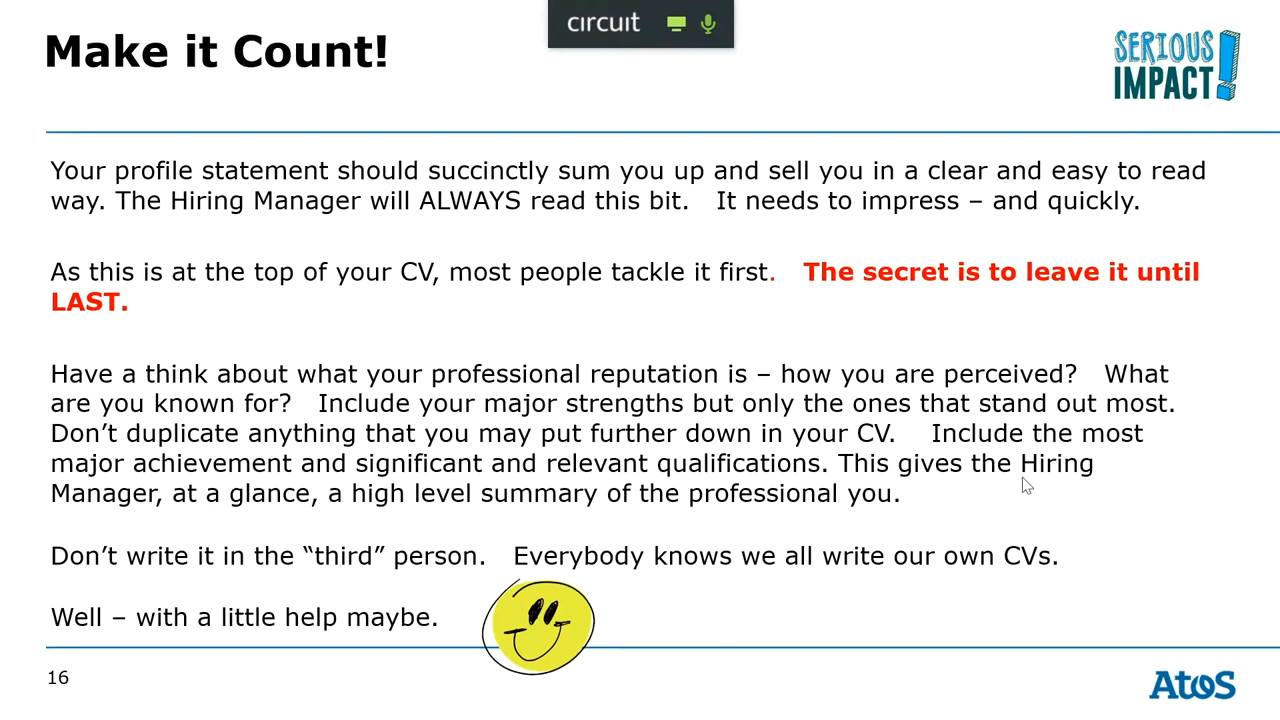 circuit
Make it Count!
SERIOUS
IMPACT!
Your profile statement should succinctly sum you up and sell you in a clear and easy to read
way. The Hiring Manager will ALWAYS read this bit. It needs to impress – and quickly.
As this is at the top of your CV, most people tackle it first. The secret is to leave it until
LAST.
Have a think about what your professional reputation is – how you are perceived? What
are you known for? Include your major strengths but only the ones that stand out most.
Don’t duplicate anything that you may put further down in your CV. Include the most
major achievement and significant and relevant qualifications. This gives the Hiring
Manager, at a glance, a high level summary of the professional you.
Don’t write it in the “third” person. Everybody knows we all write our own CVs.
Well – with a little help maybe.
16
Atos